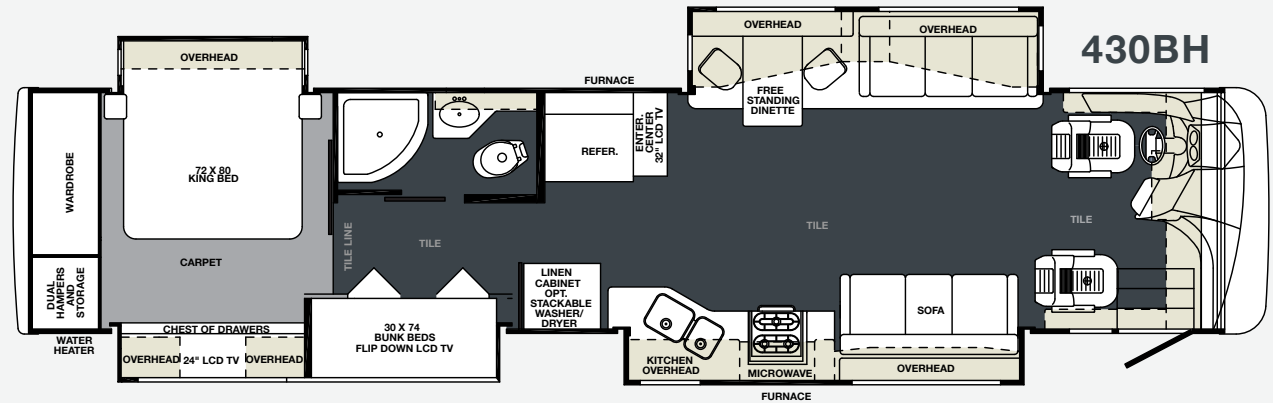 430BH
OVERHEAD
OVERHEAD
OVERHEAD
FURNACE
FREE
STANDING
DINETTE
ENTER.
CENTER
32" LCD TV
REFER.
WARDROBE
72 X 80
KING BED
TILE
TILE
TILE
TILE LINE
CARPET
DUAL
HAMPERS
AND
STORAGE
LINEN
CABINET
OPT.
STACKABLE
WASHER/
DRYER
SOFA
WATER
HEATER
CHEST OF DRAWERS
OVERHEAD
24" LCD TV
OVERHEAD
30 X 74
BUNK BEDS
FLIP DOWN LCD TV
KITCHEN
OVERHEAD
MICROWAVE
OVERHEAD
FURNACE